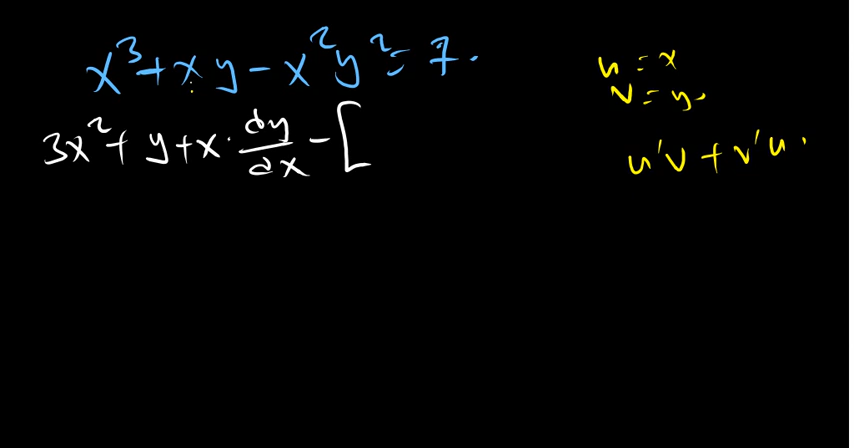 x³ + xy - x²y² = 7.
u = x
v = y.
3x² + y + x · dy/dx - [
u'v + v'u.